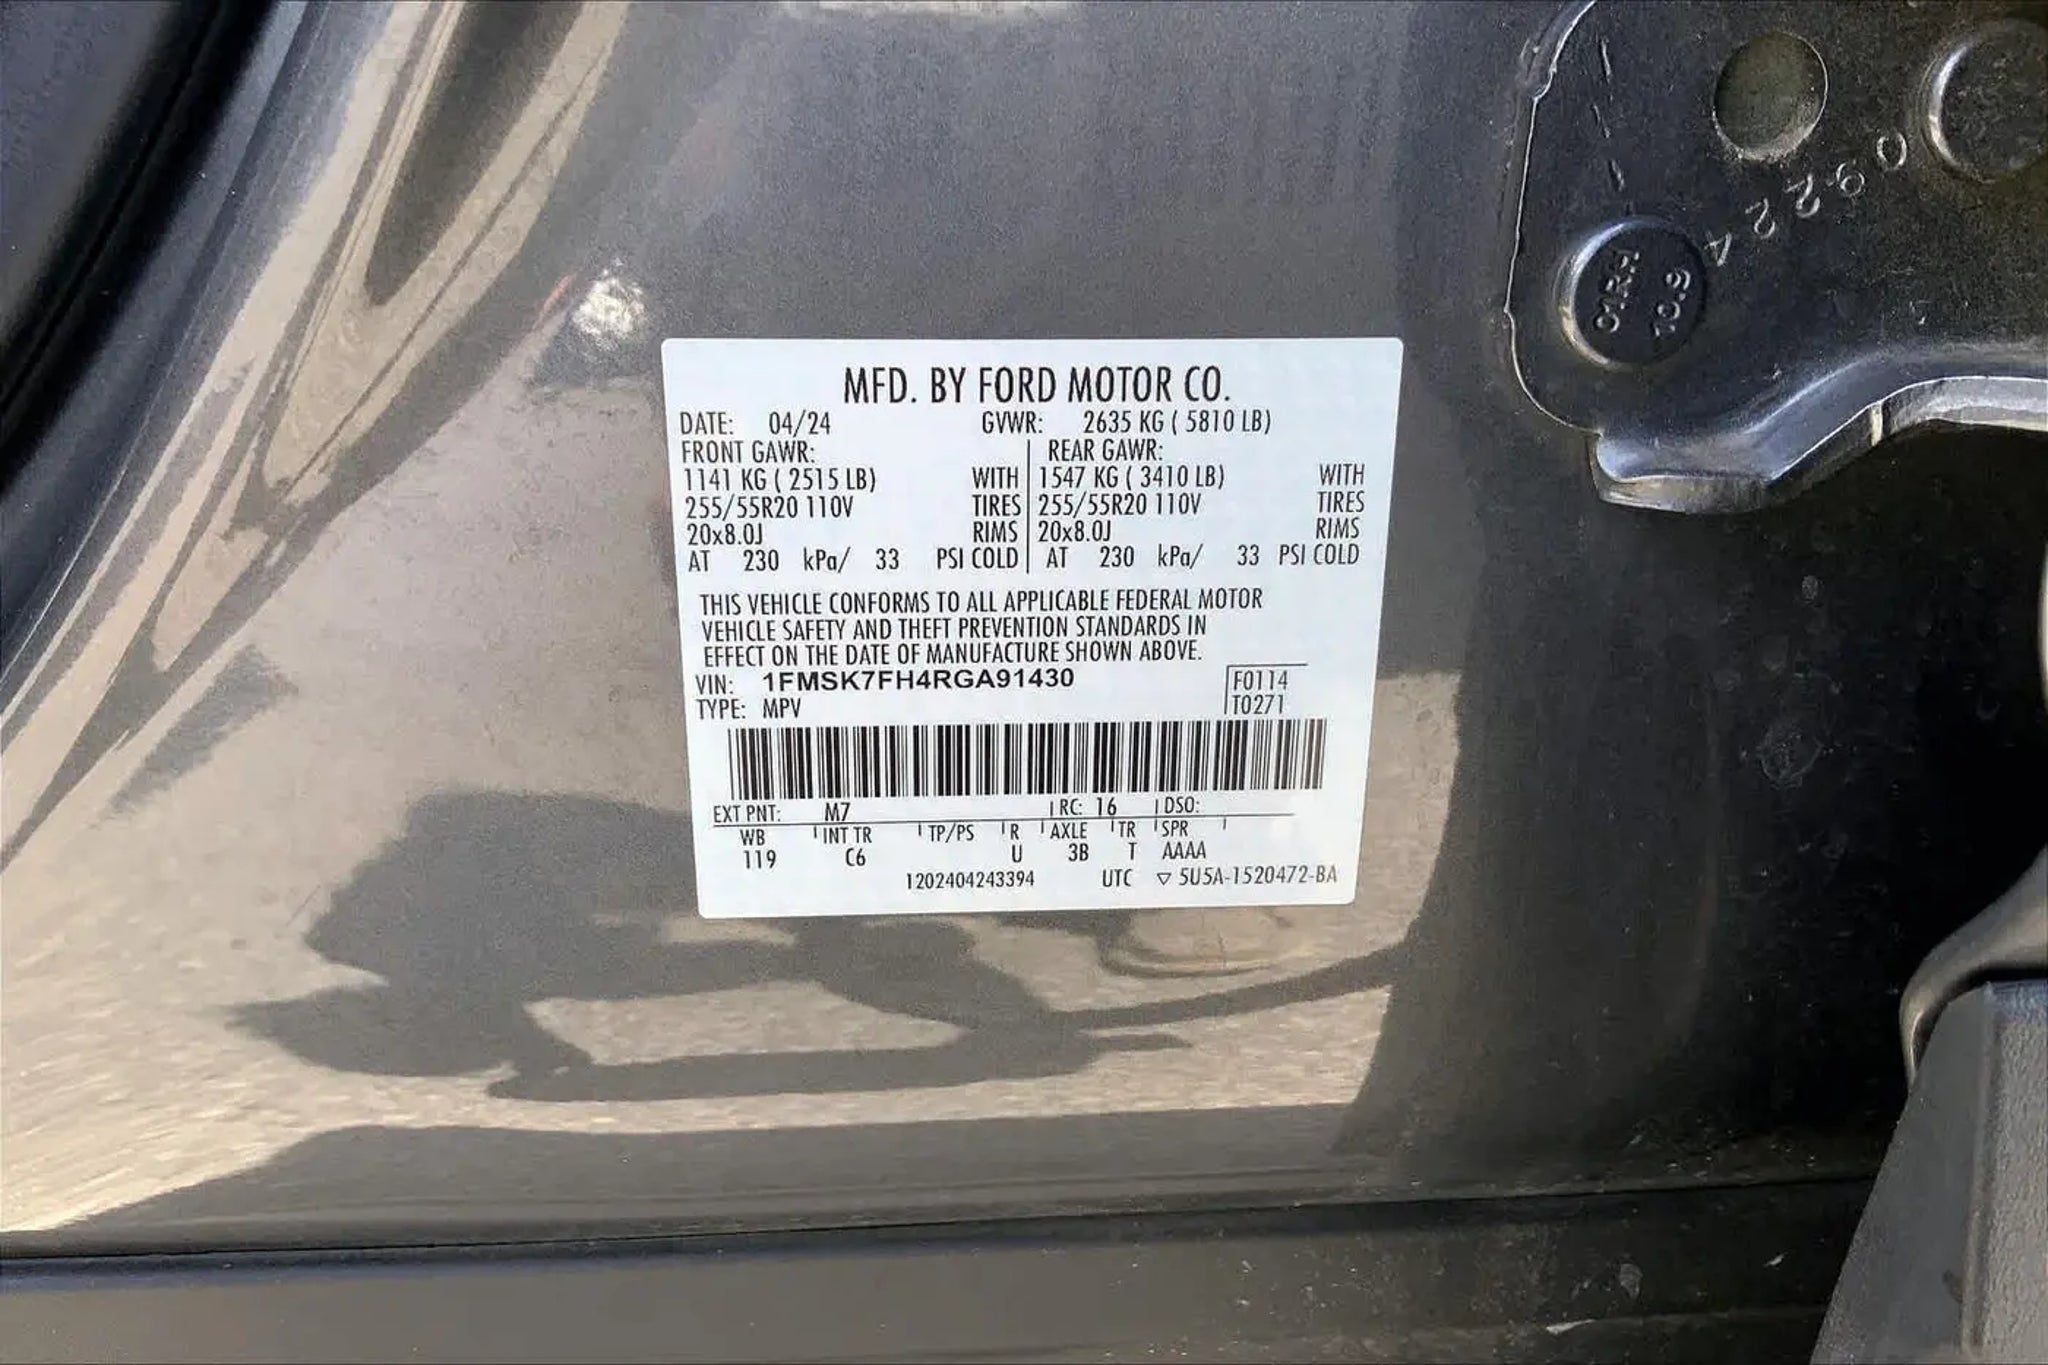 MFD. BY FORD MOTOR CO.
DATE: 04/24 GVWR: 2635 KG ( 5810 LB)
FRONT GAWR: REAR GAWR:
1141 KG ( 2515 LB) WITH 1547 KG ( 3410 LB) WITH
255/55R20 110V TIRES 255/55R20 110V TIRES
20x8.0J RIMS 20x8.0J RIMS
AT 230 kPa/ 33 PSI COLD AT 230 kPa/ 33 PSI COLD
THIS VEHICLE CONFORMS TO ALL APPLICABLE FEDERAL MOTOR
VEHICLE SAFETY AND THEFT PREVENTION STANDARDS IN
EFFECT ON THE DATE OF MANUFACTURE SHOWN ABOVE.
VIN: 1FMSK7FH4RGA91430 F0114
TYPE: MPV T0271
EXT PNT: M7 RC: 16 DSO:
WB INT TR TP/PS R AXLE TR SPR
119 C6 U 3B T AAAA
1202404243394 UTC ▽ 5U5A-1520472-BA
09224
01RH
10.9